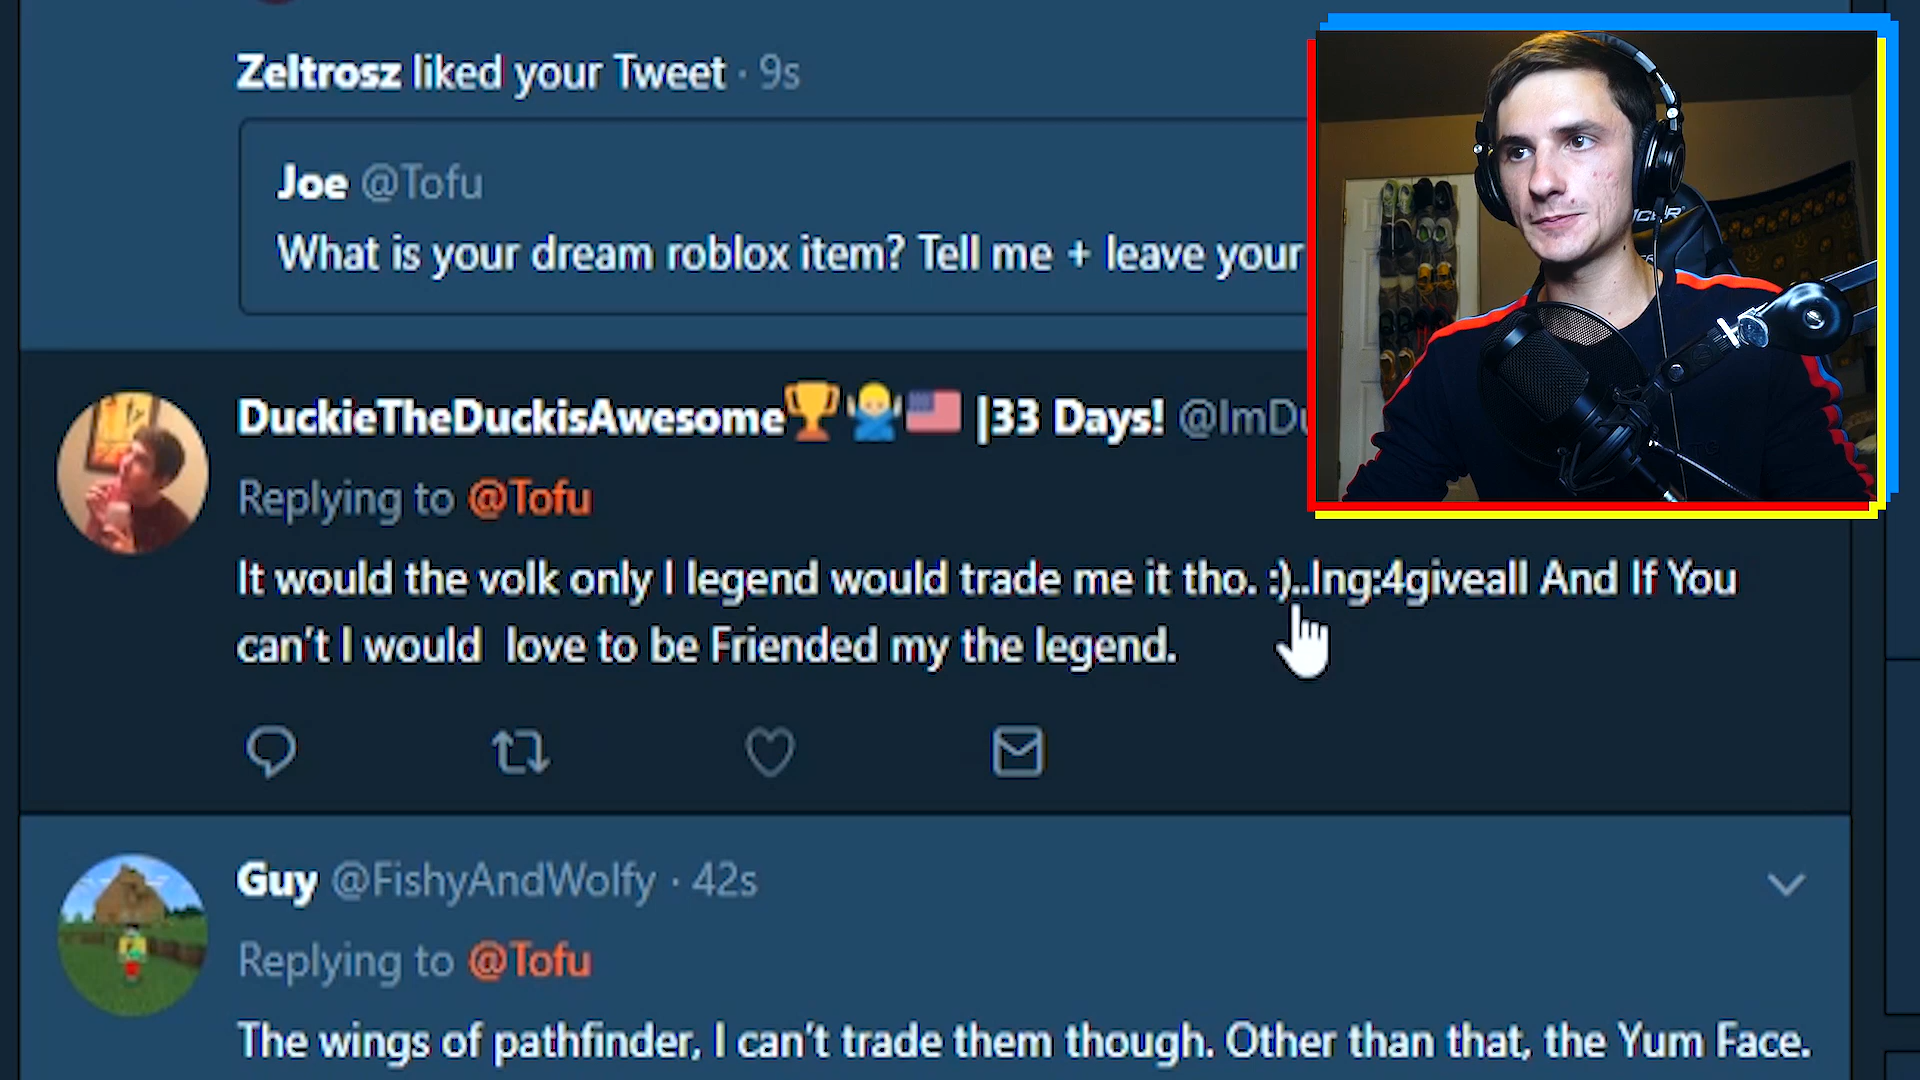 Zeltrosz liked your Tweet · 9s
Joe @Tofu
What is your dream roblox item? Tell me + leave your
DuckieTheDuckisAwesome🏆🙋‍♂️🇺🇸 |33 Days! @ImDu
Replying to @Tofu
It would the volk only I legend would trade me it tho. :)..Ing:4giveall And If You
can't I would  love to be Friended my the legend.
Guy @FishyAndWolfy · 42s
Replying to @Tofu
The wings of pathfinder, I can't trade them though. Other than that, the Yum Face.